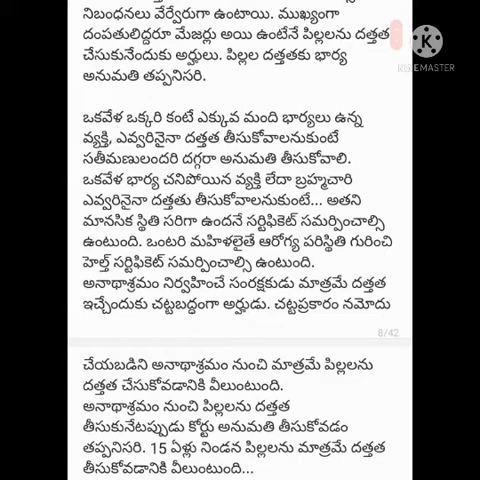 నిబంధనలు వేర్వేరుగా ఉంటాయి. ముఖ్యంగా
దంపతులిద్దరూ మేజర్లు అయి ఉంటేనే పిల్లలను దత్తత
చేసుకునేందుకు అర్హులు. పిల్లల దత్తతకు భార్య
అనుమతి తప్పనిసరి.
KINEMASTER
ఒకవేళ ఒక్కరి కంటే ఎక్కువ మంది భార్యలు ఉన్న
వ్యక్తి, ఎవ్వరినైనా దత్తత తీసుకోవాలనుకుంటే
సతీమణులందరి దగ్గరా అనుమతి తీసుకోవాలి.
ఒకవేళ భార్య చనిపోయిన వ్యక్తి లేదా బ్రహ్మచారి
ఎవ్వరినైనా దత్తతు తీసుకోవాలనుకుంటే... అతని
మానసిక స్థితి సరిగా ఉందనే సర్టిఫికెట్ సమర్పించాల్సి
ఉంటుంది. ఒంటరి మహిళలైతే ఆరోగ్య పరిస్థితి గురించి
హెల్త్ సర్టిఫికెట్ సమర్పించాల్సి ఉంటుంది.
అనాథాశ్రమం నిర్వహించే సంరక్షకుడు మాత్రమే దత్తత
ఇచ్చేందుకు చట్టబద్ధంగా అర్హుడు. చట్టప్రకారం నమోదు
8/42
చేయబడిని అనాథాశ్రమం నుంచి మాత్రమే పిల్లలను
దత్తత చేసుకోవడానికి వీలుంటుంది.
అనాథాశ్రమం నుంచి పిల్లలను దత్తత
తీసుకునేటప్పుడు కోర్టు అనుమతి తీసుకోవడం
తప్పనిసరి. 15 ఏళ్లు నిండన పిల్లలను మాత్రమే దత్తత
తీసుకోవడానికి వీలుంటుంది...